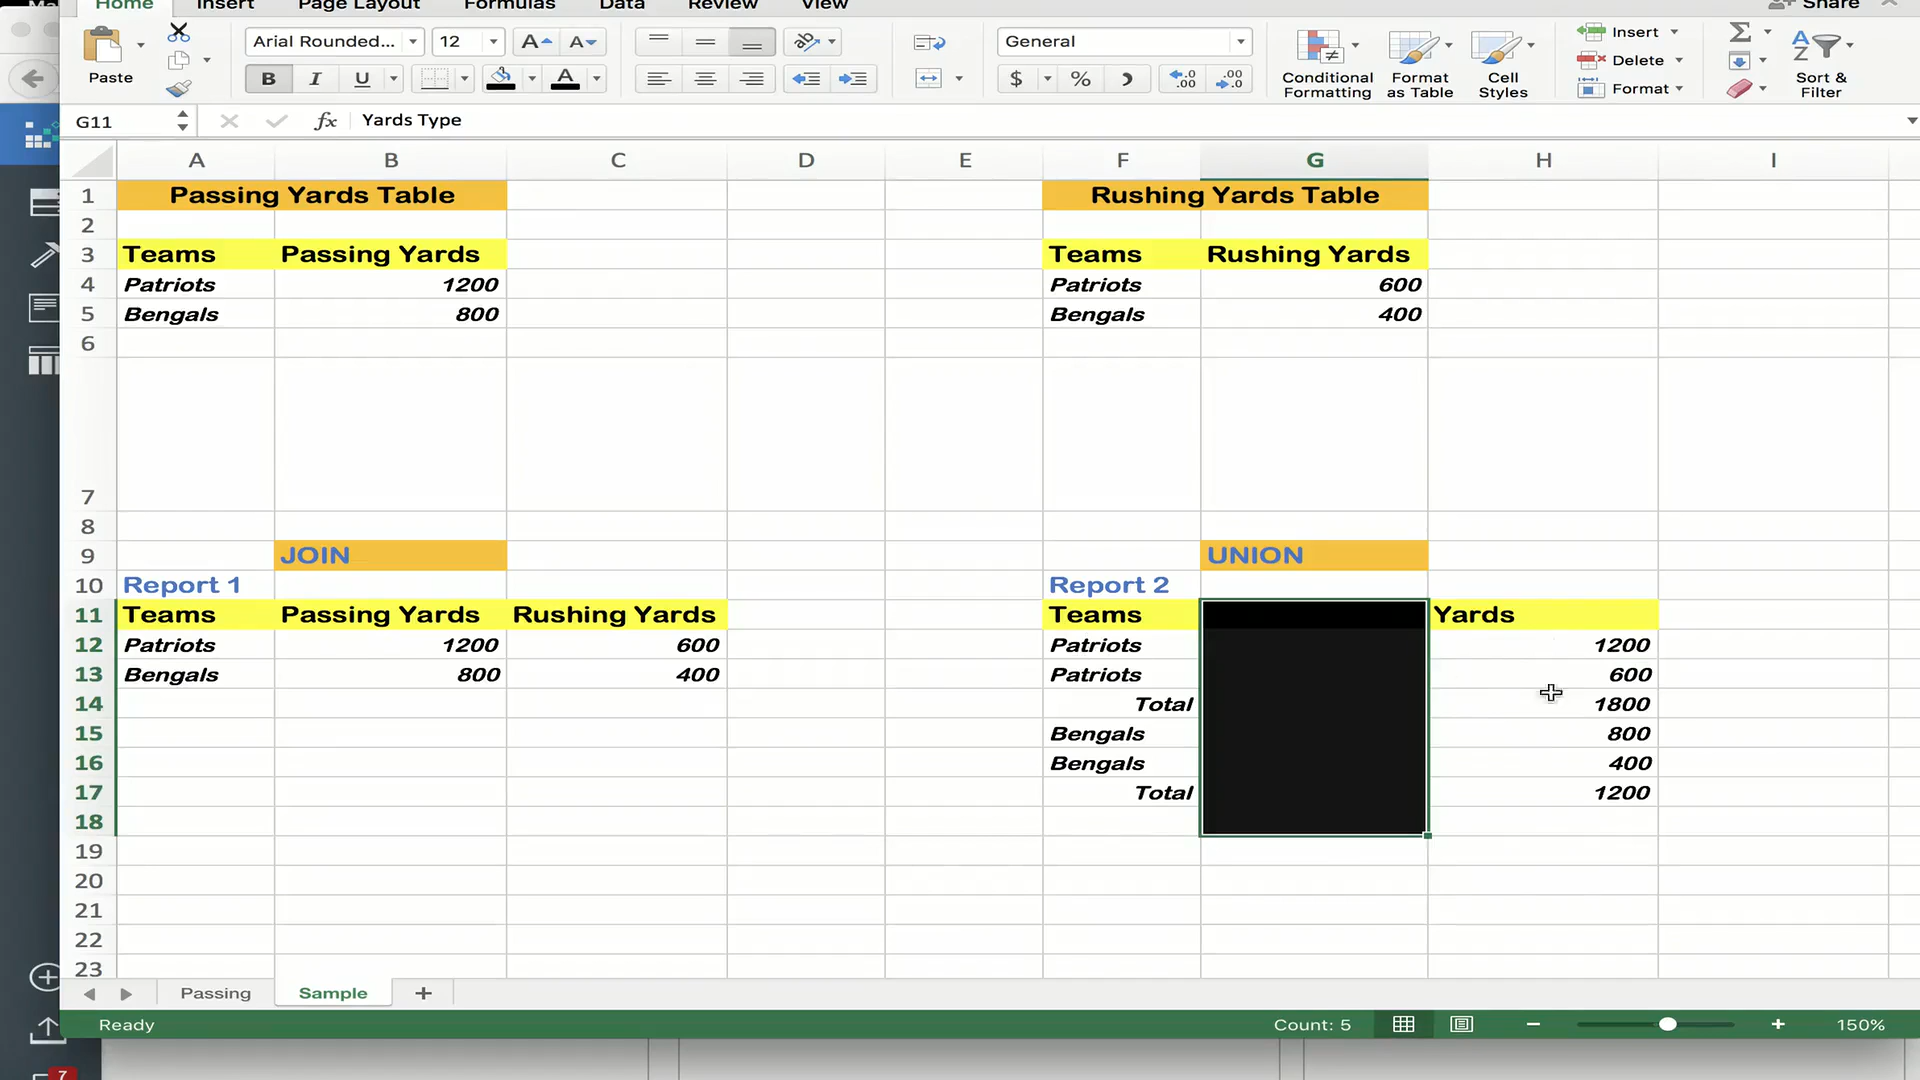 Home Insert Page Layout Formulas Data Review View Share
Arial Rounded... 12 General
Paste
Insert
Delete
Format
Conditional Formatting
Format as Table
Cell Styles
Sort & Filter
G11 fx Yards Type
A B C D E F G H I
1 Passing Yards Table Rushing Yards Table
2
3 Teams Passing Yards Teams Rushing Yards
4 Patriots 1200 Patriots 600
5 Bengals 800 Bengals 400
6
7
8
9 JOIN UNION
10 Report 1 Report 2
11 Teams Passing Yards Rushing Yards Teams Yards
12 Patriots 1200 600 Patriots 1200
13 Bengals 800 400 Patriots 600
14 Total 1800
15 Bengals 800
16 Bengals 400
17 Total 1200
18
19
20
21
22
23
Passing Sample +
Ready Count: 5 150%
7